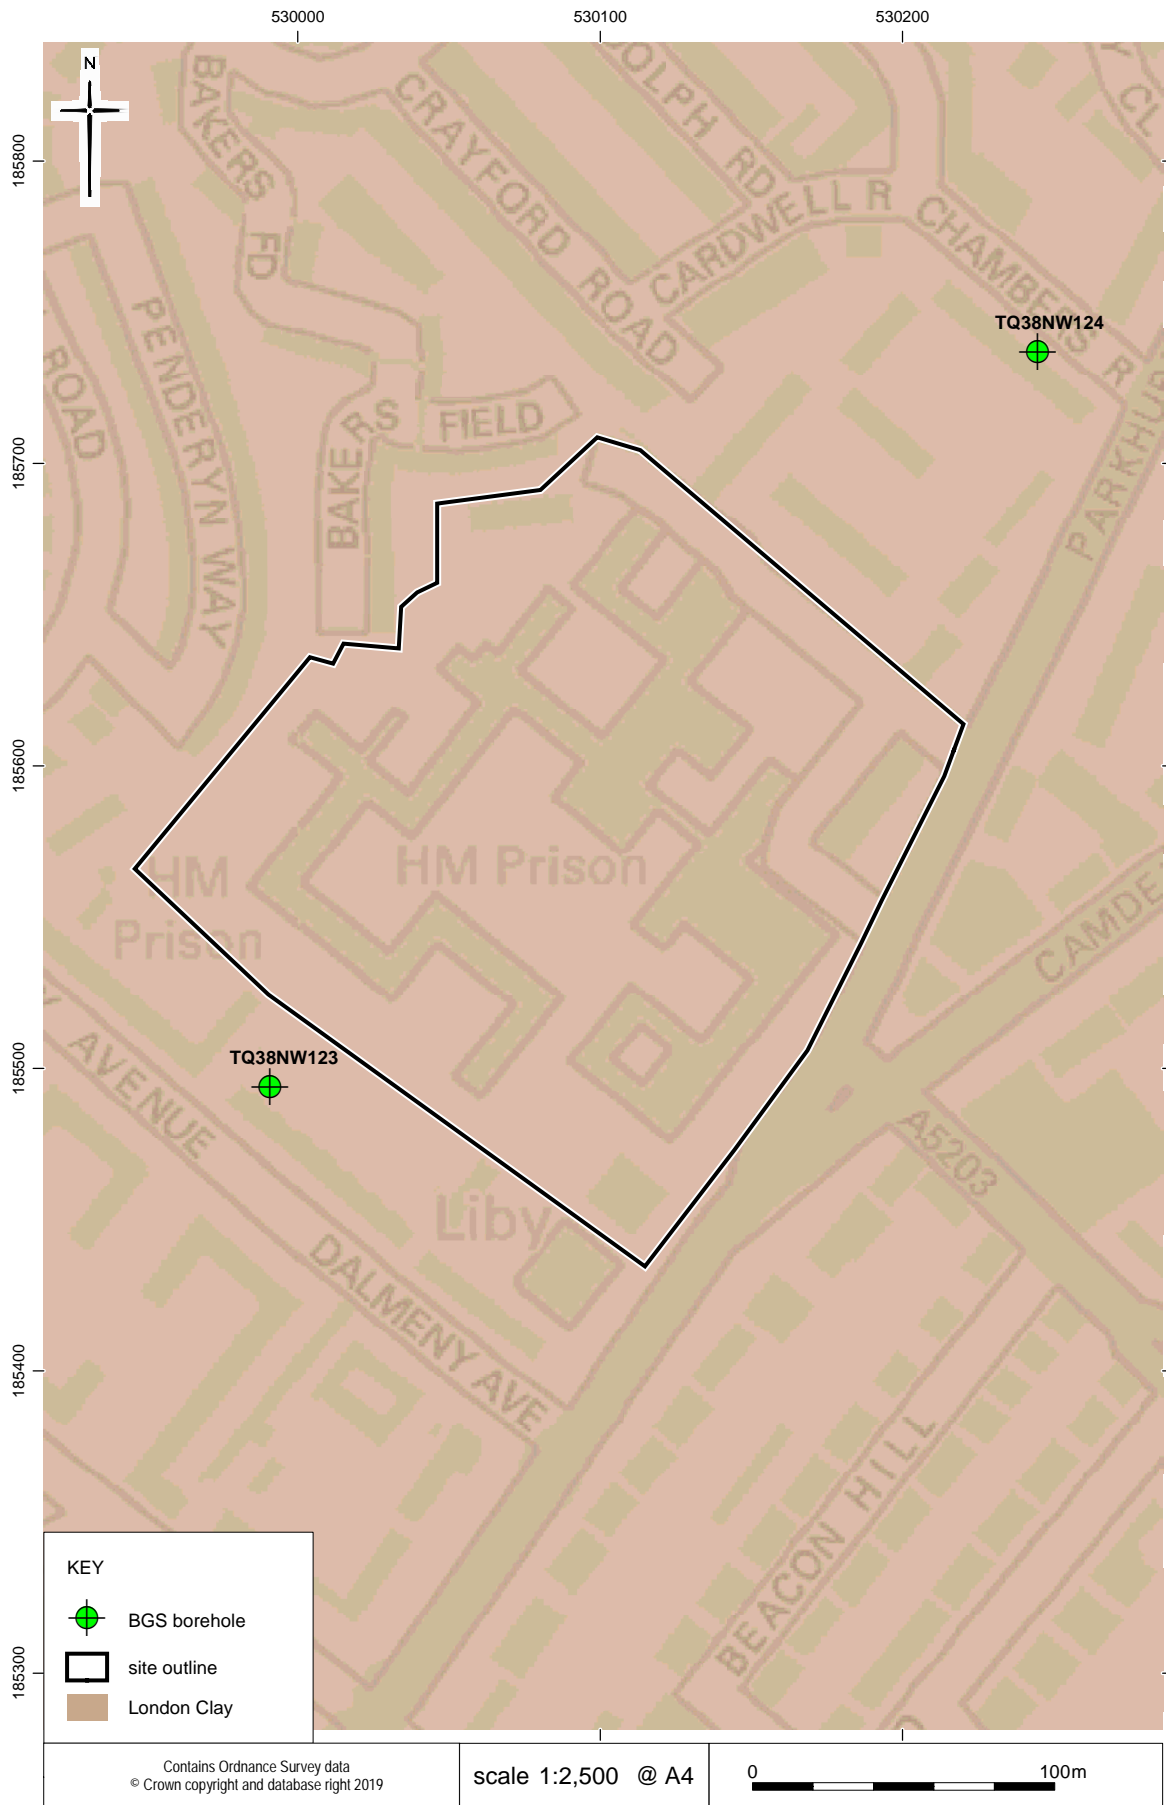 530000
530100
530200
N
185800
185700
185600
185500
185400
185300
BAKERS
FD
CRAYFORD ROAD
OLPH RD
CARDWELL R
CHAMBERS R
Y CL
TQ38NW124
PENDERYN WAY
ROAD
BAKERS
FIELD
PARKHUR
HM
Prison
HM Prison
CAMDE
TQ38NW123
Y AVENUE
A5203
Liby
DALMENY AVE
BEACON HILL
KEY
BGS borehole
site outline
London Clay
Contains Ordnance Survey data
© Crown copyright and database right 2019
scale 1:2,500 @ A4
0
100m